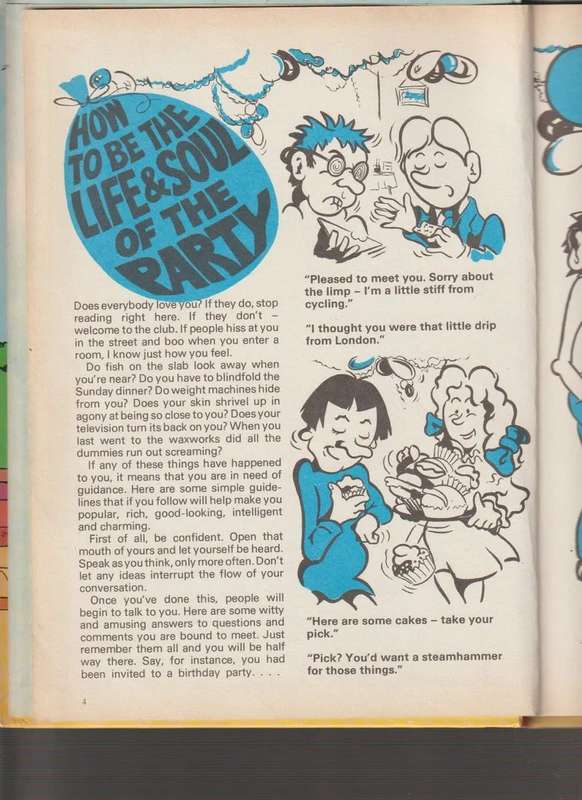 HOW
TO BE THE
LIFE & SOUL
OF THE
PARTY
Does everybody love you? If they do, stop
reading right here. If they don't –
welcome to the club. If people hiss at you
in the street and boo when you enter a
room, I know just how you feel.
Do fish on the slab look away when
you're near? Do you have to blindfold the
Sunday dinner? Do weight machines hide
from you? Does your skin shrivel up in
agony at being so close to you? Does your
television turn its back on you? When you
last went to the waxworks did all the
dummies run out screaming?
If any of these things have happened
to you, it means that you are in need of
guidance. Here are some simple guide-
lines that if you follow will help make you
popular, rich, good-looking, intelligent
and charming.
First of all, be confident. Open that
mouth of yours and let yourself be heard.
Speak as you think, only more often. Don't
let any ideas interrupt the flow of your
conversation.
Once you've done this, people will
begin to talk to you. Here are some witty
and amusing answers to questions and
comments you are bound to meet. Just
remember them all and you will be half
way there. Say, for instance, you had
been invited to a birthday party. . . .
"Pleased to meet you. Sorry about
the limp – I'm a little stiff from
cycling."
"I thought you were that little drip
from London."
"Here are some cakes – take your
pick."
"Pick? You'd want a steamhammer
for those things."
4